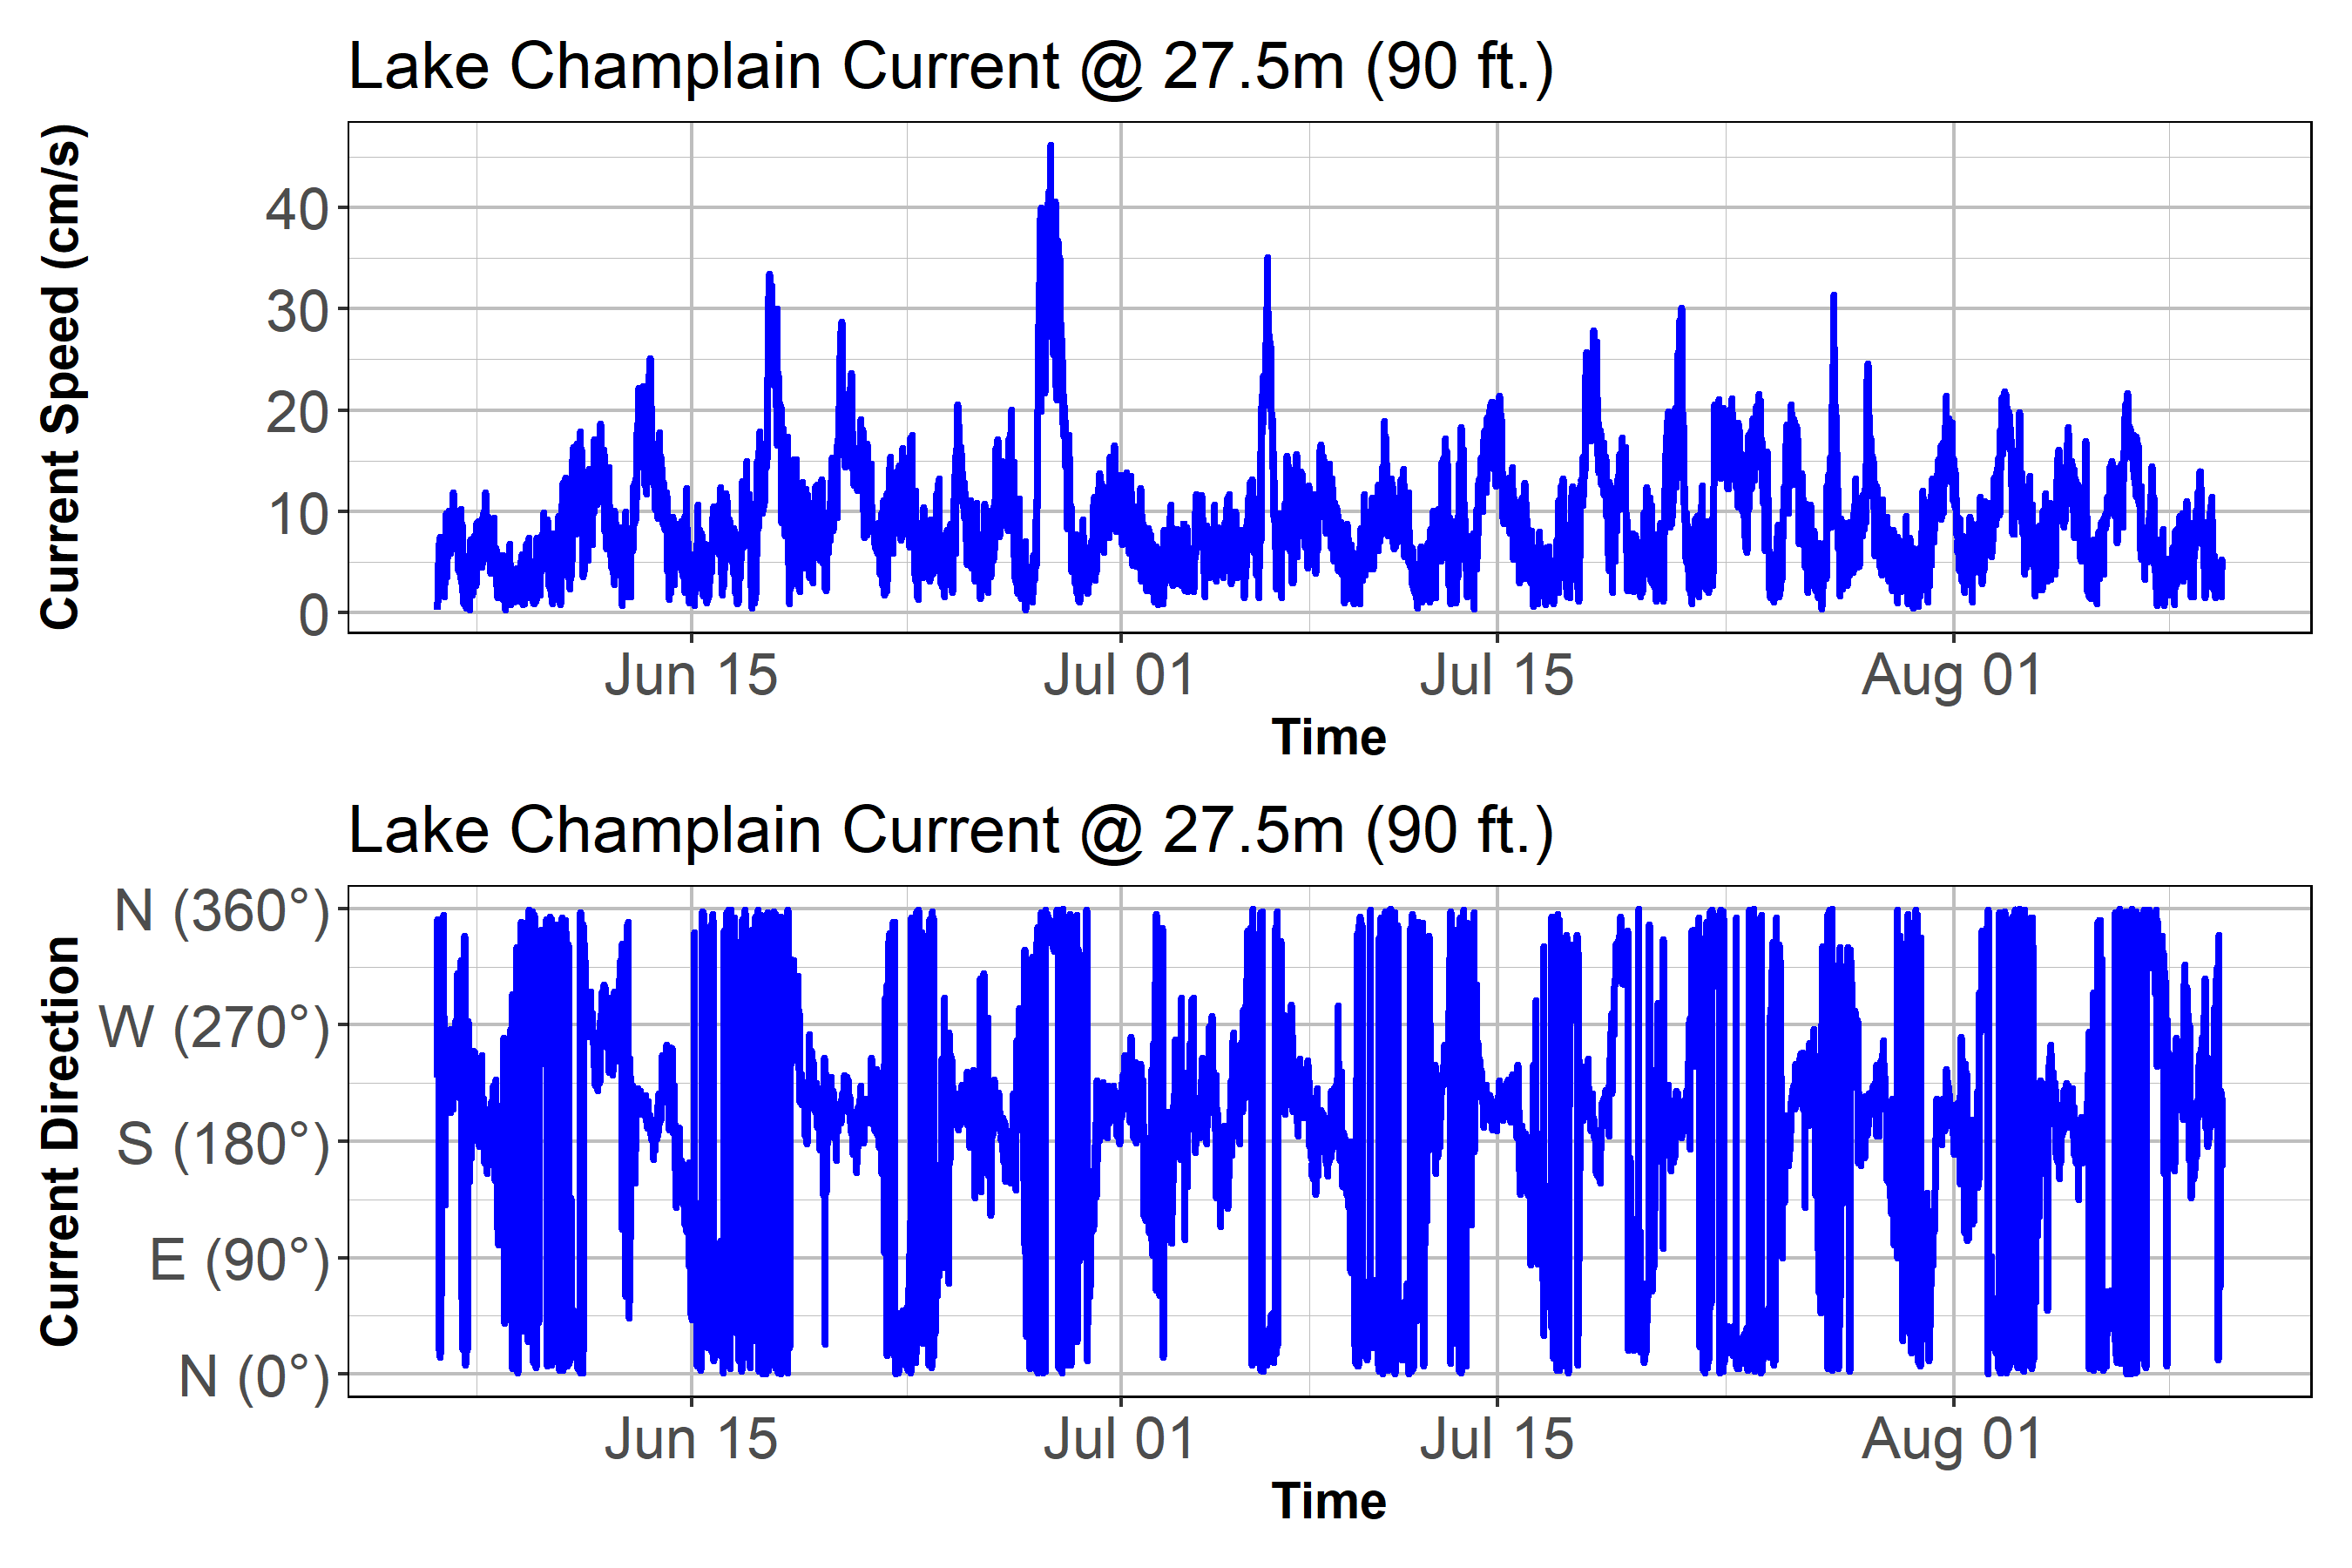 Lake Champlain Current @ 27.5m (90 ft.)
Current Speed (cm/s)
40
30
20
10
0
Jun 15 Jul 01 Jul 15 Aug 01
Time
Lake Champlain Current @ 27.5m (90 ft.)
Current Direction
N (360°)
W (270°)
S (180°)
E (90°)
N (0°)
Jun 15 Jul 01 Jul 15 Aug 01
Time